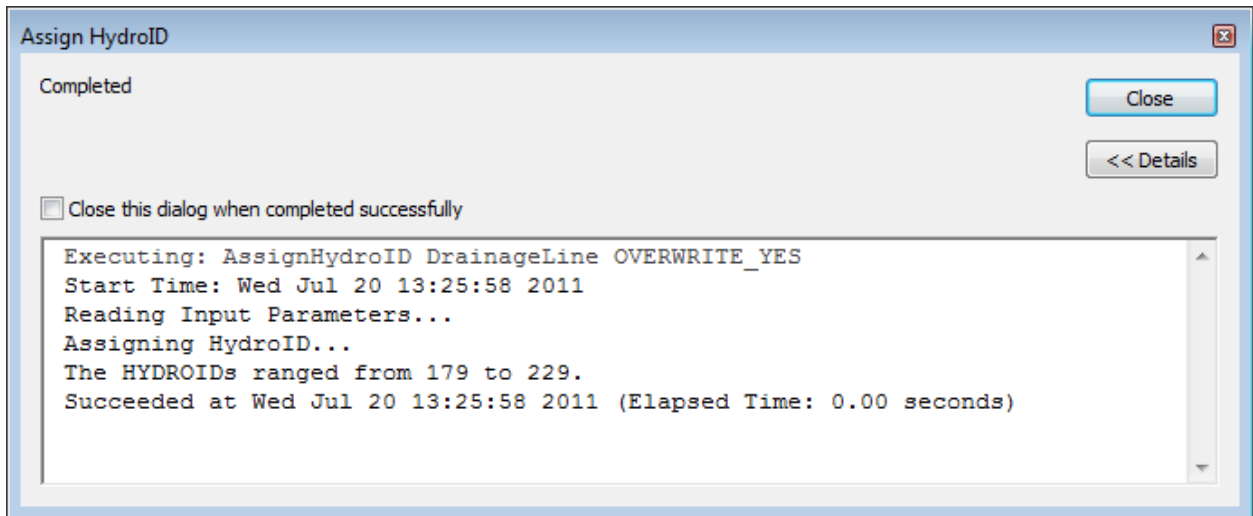 Assign HydroID
Completed
Close
<< Details
Close this dialog when completed successfully
Executing: AssignHydroID DrainageLine OVERWRITE_YES
Start Time: Wed Jul 20 13:25:58 2011
Reading Input Parameters...
Assigning HydroID...
The HYDROIDs ranged from 179 to 229.
Succeeded at Wed Jul 20 13:25:58 2011 (Elapsed Time: 0.00 seconds)